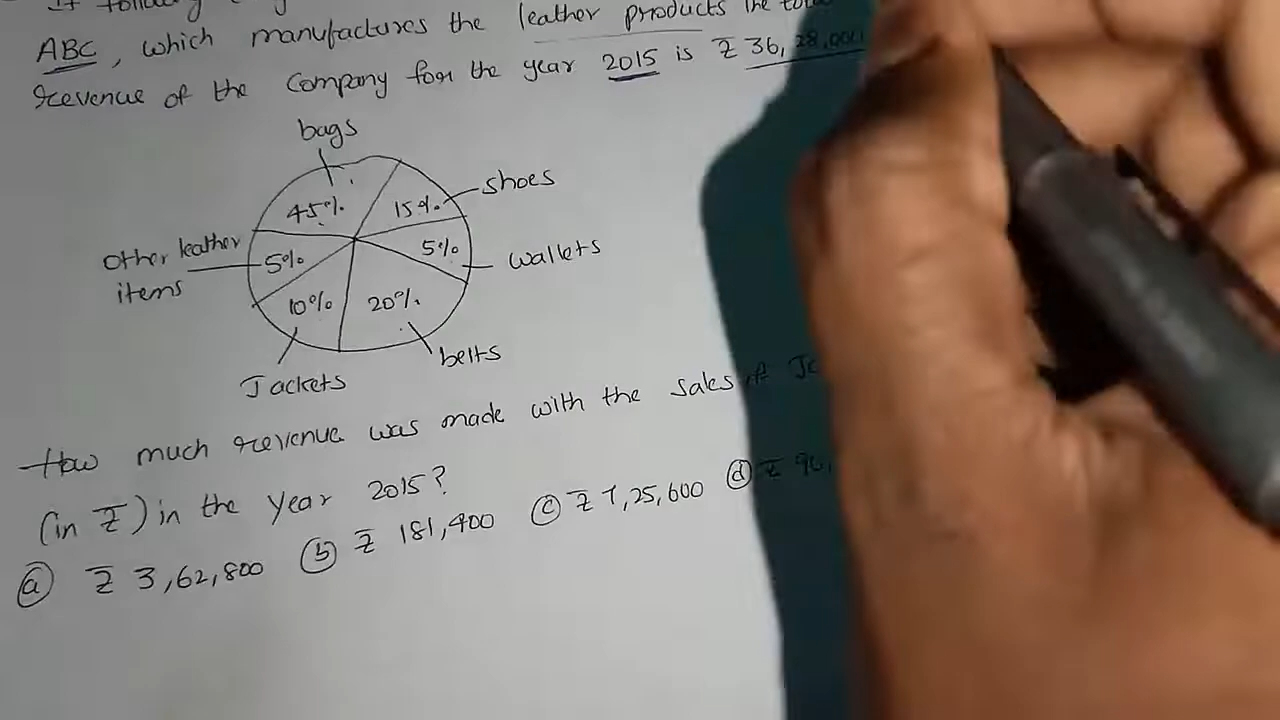 ABC, which manufactures the leather products the
revenue of the Company for the year 2015 is ₹ 36,28,000
bags
shoes
45%
15%
Other leather
items
5%
5%
wallets
10%
20%
belts
Jackets
How much revenue was made with the sales of
(in ₹) in the Year 2015?
ⓐ ₹ 3,62,800 ⓑ ₹ 181,400 ⓒ ₹ 7,25,600 ⓓ ₹